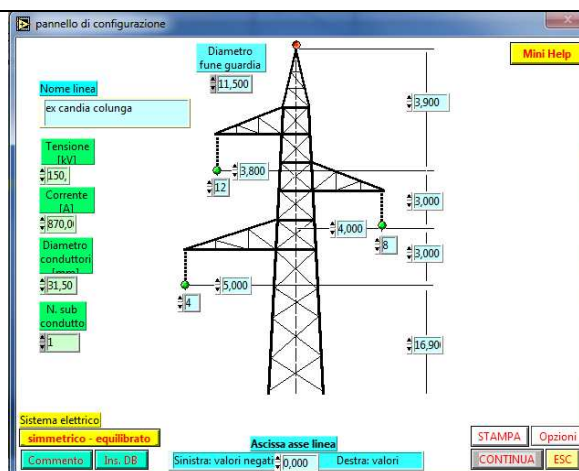 pannello di configurazione
Diametro
fune guardia
11,500
Mini Help
Nome linea
ex candia colunga
3,900
Tensione
[kV]
150,
3,800
12
Corrente
[A]
870,0
3,000
4,000
8
Diametro
conduttori
[mm]
31,50
3,000
5,000
4
N. sub
condutto
1
16,90
Sistema elettrico
simmetrico - equilibrato
Commento
Ins. DB
Ascissa asse linea
Sinistra: valori negati
0,000
Destra: valori
STAMPA
Opzioni
CONTINUA
ESC